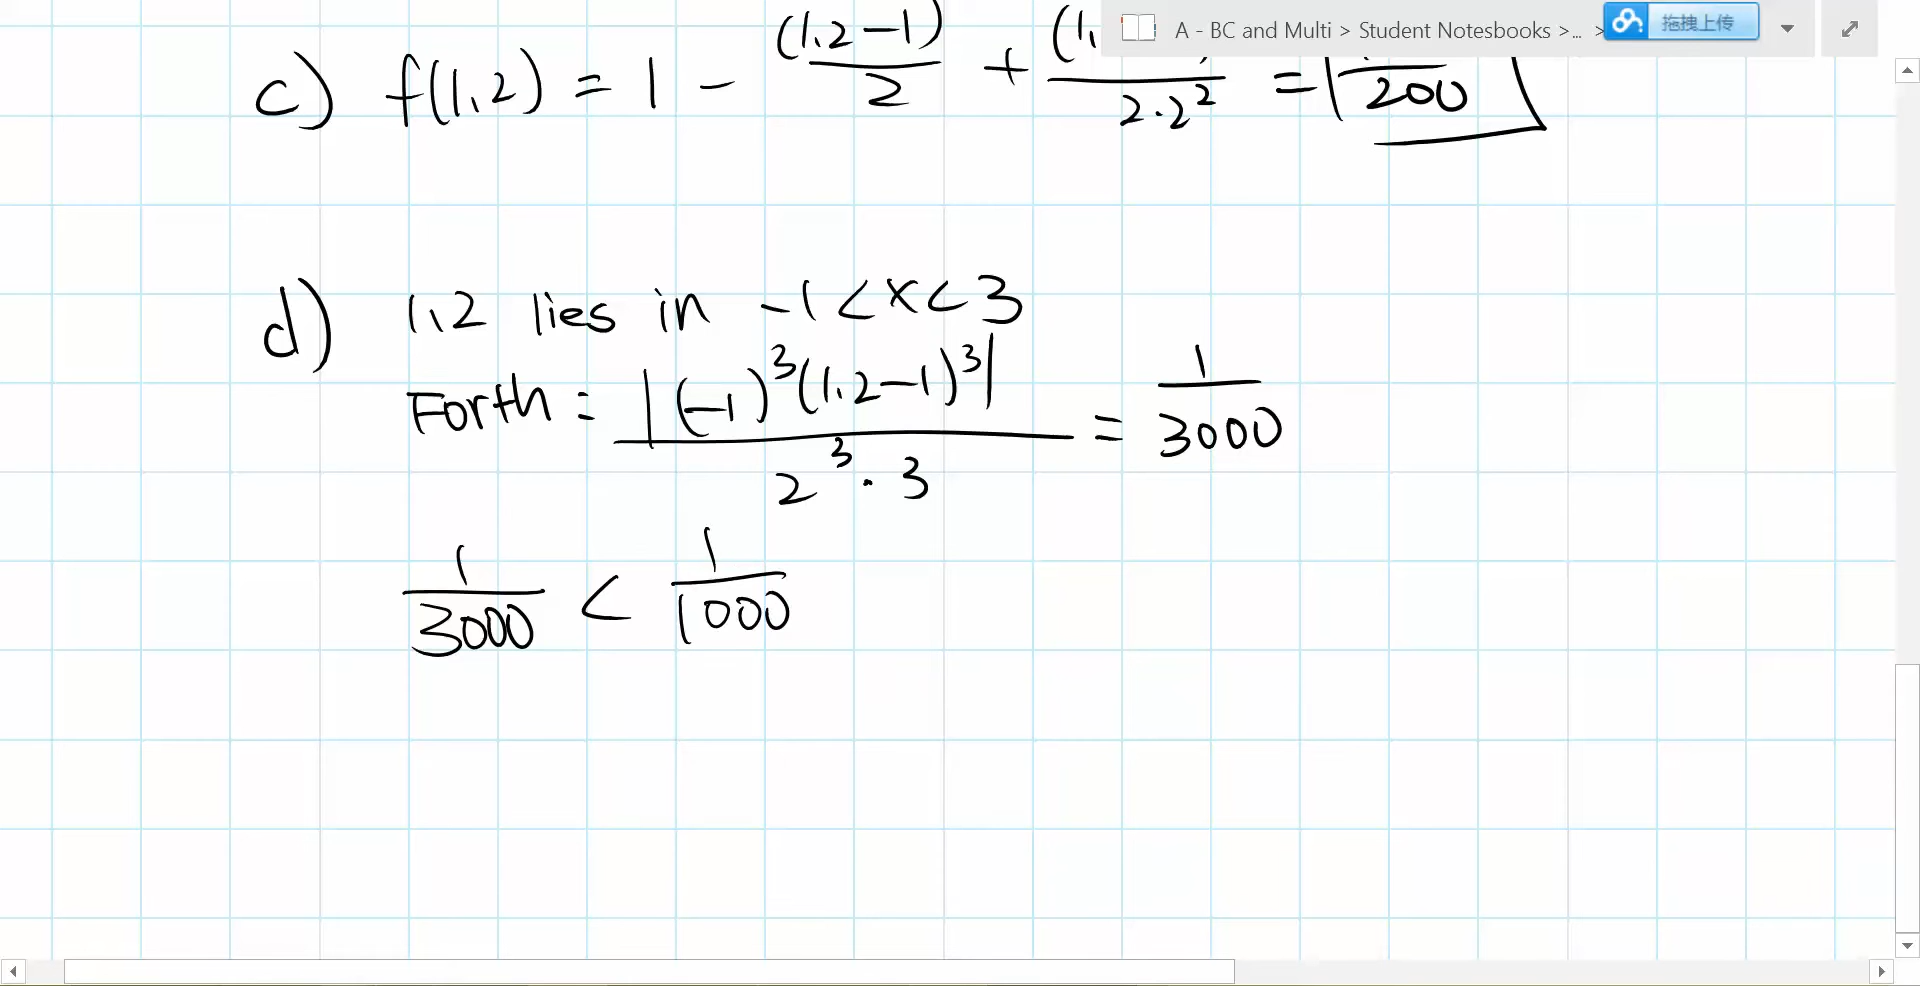 A - BC and Multi > Student Notesbooks >... >
拖拽上传
c) f(1.2) = 1 - (1.2-1)/2 + (1. /2·2² = /200
d) 1.2 lies in -1<x<3
Forth: |(-1)³(1.2-1)³|/2³·3 = 1/3000
1/3000 < 1/1000